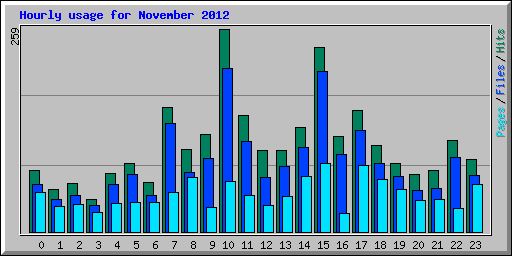 Hourly usage for November 2012
259
Pages / Files / Hits
0 1 2 3 4 5 6 7 8 9 10 11 12 13 14 15 16 17 18 19 20 21 22 23